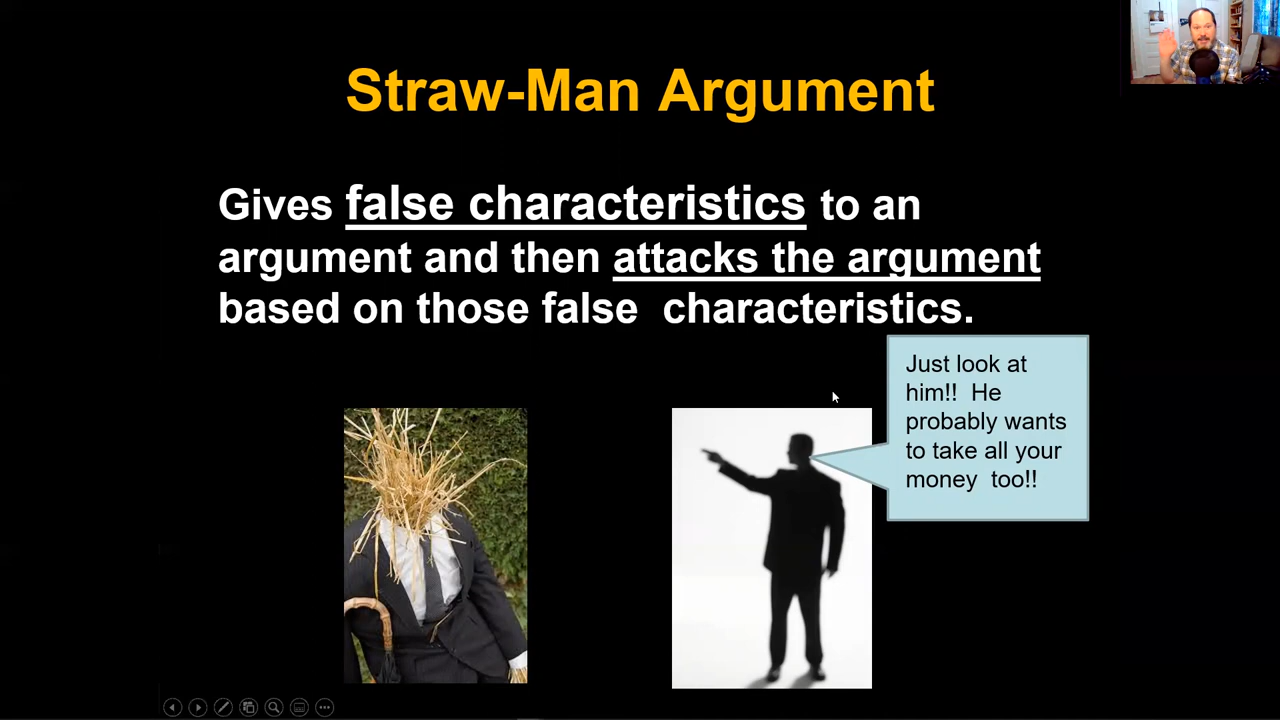 Straw-Man Argument
Gives false characteristics to an
argument and then attacks the argument
based on those false  characteristics.
Just look at
him!!  He
probably wants
to take all your
money  too!!